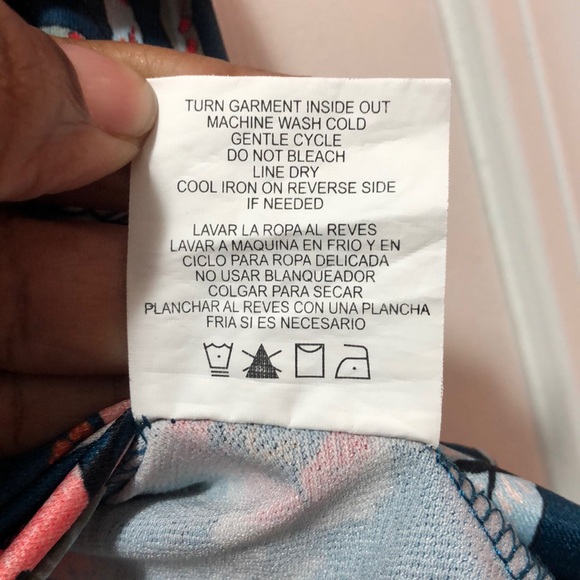 TURN GARMENT INSIDE OUT
MACHINE WASH COLD
GENTLE CYCLE
DO NOT BLEACH
LINE DRY
COOL IRON ON REVERSE SIDE
IF NEEDED
LAVAR LA ROPA AL REVES
LAVAR A MAQUINA EN FRIO Y EN
CICLO PARA ROPA DELICADA
NO USAR BLANQUEADOR
COLGAR PARA SECAR
PLANCHAR AL REVES CON UNA PLANCHA
FRIA SI ES NECESARIO